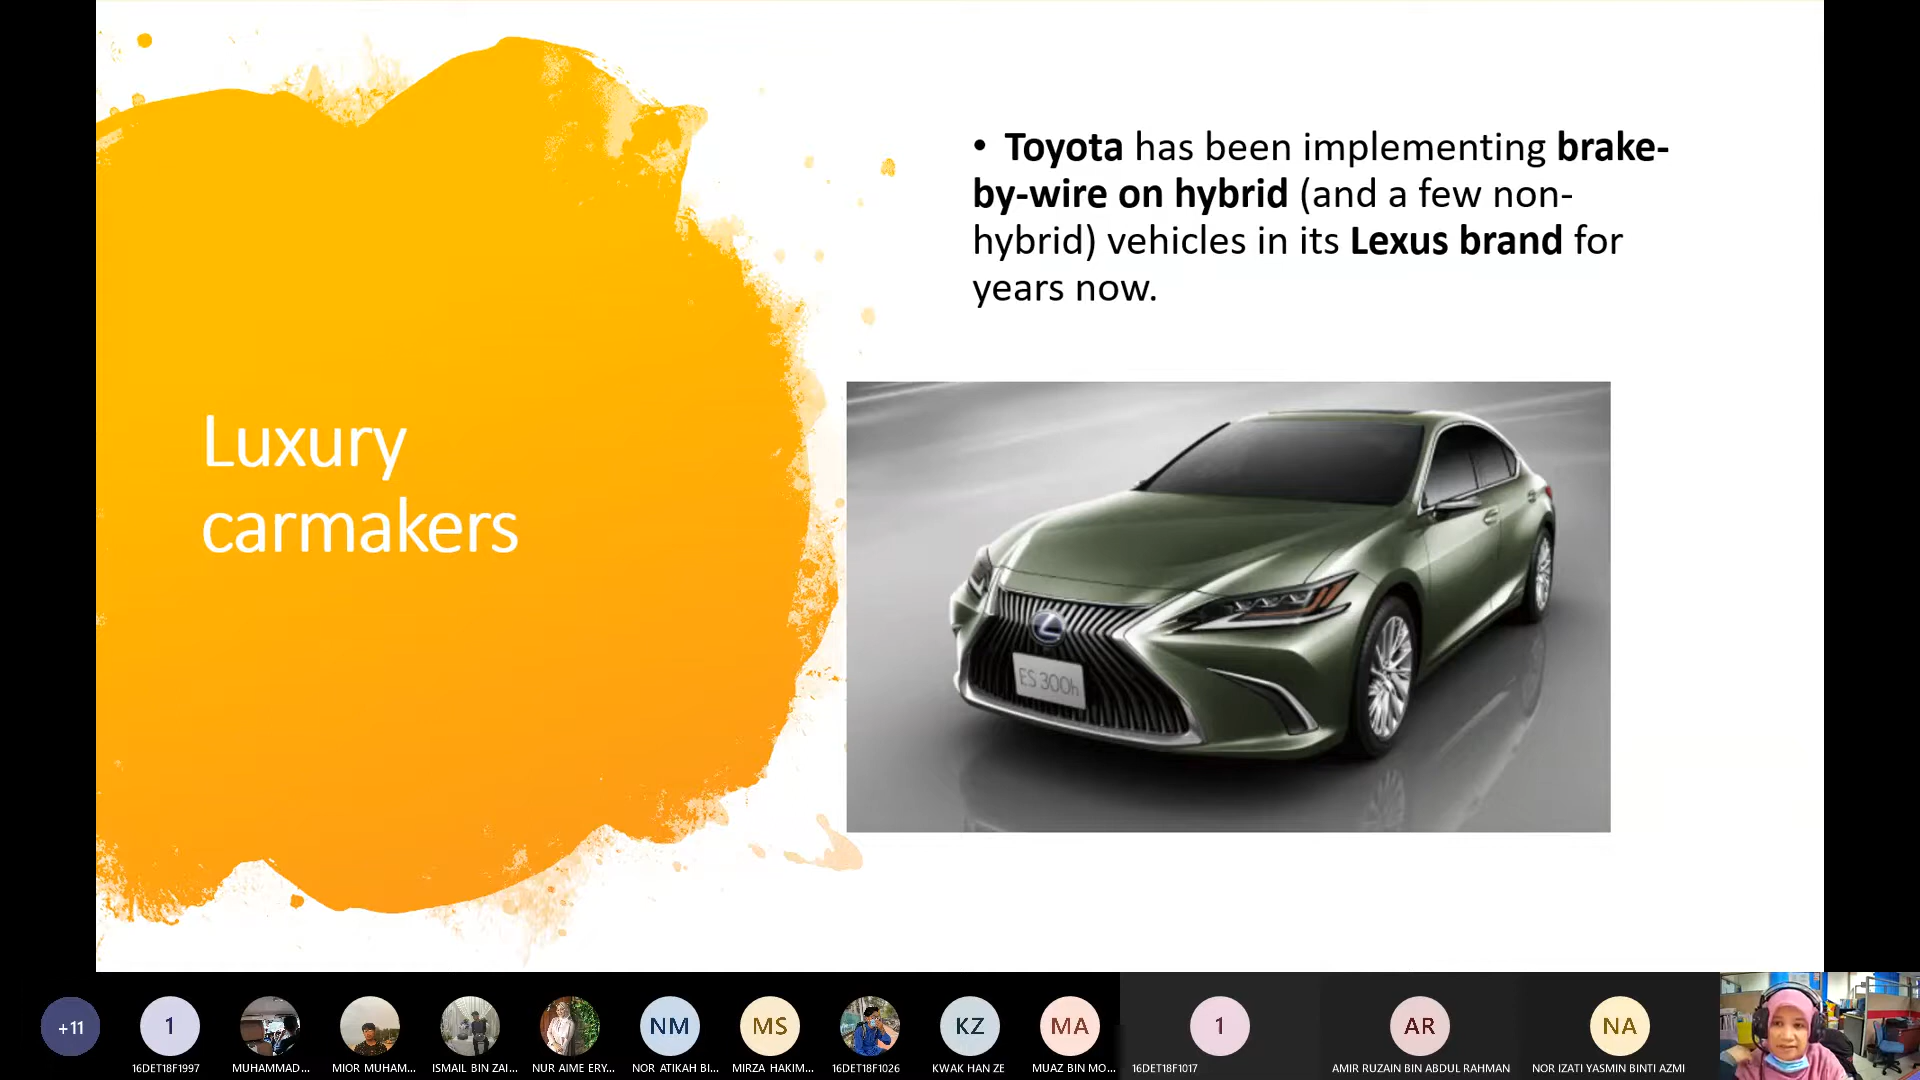 • Toyota has been implementing brake-
by-wire on hybrid (and a few non-
hybrid) vehicles in its Lexus brand for
years now.
Luxury
carmakers
ES 300h
+11
1
NM
MS
KZ
MA
1
AR
NA
16DET18F1997
MUHAMMAD...
MIOR MUHAM...
ISMAIL BIN ZAI...
NUR AIME ERY...
NOR ATIKAH BI...
MIRZA HAKIM...
16DET18F1026
KWAK HAN ZE
MUAZ BIN MO...
16DET18F1017
AMIR RUZAIN BIN ABDUL RAHMAN
NOR IZATI YASMIN BINTI AZMI